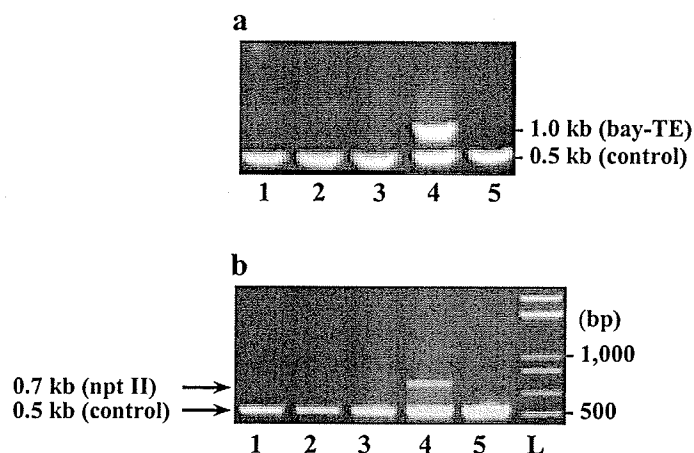 a
1.0 kb (bay-TE)
0.5 kb (control)
1 2 3 4 5
b
(bp)
1,000
0.7 kb (npt II)
0.5 kb (control)
500
1 2 3 4 5 L